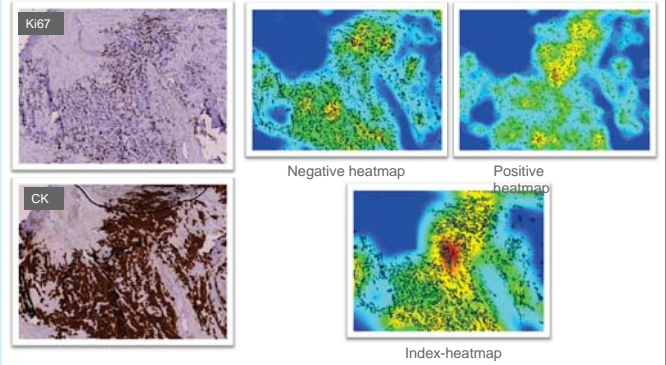 Ki67
Negative heatmap
Positive
heatmap
CK
Index-heatmap